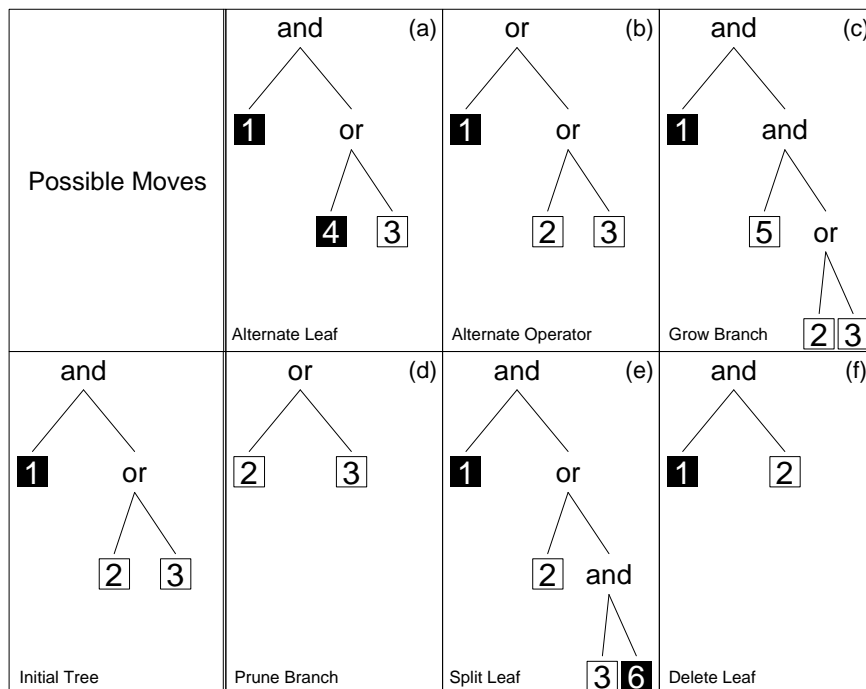 Possible Moves
and (a)
1 or
4 3
Alternate Leaf
or (b)
1 or
2 3
Alternate Operator
and (c)
1 and
5 or
2 3
Grow Branch
and
1 or
2 3
Initial Tree
or (d)
2 3
Prune Branch
and (e)
1 or
2 and
3 6
Split Leaf
and (f)
1 2
Delete Leaf